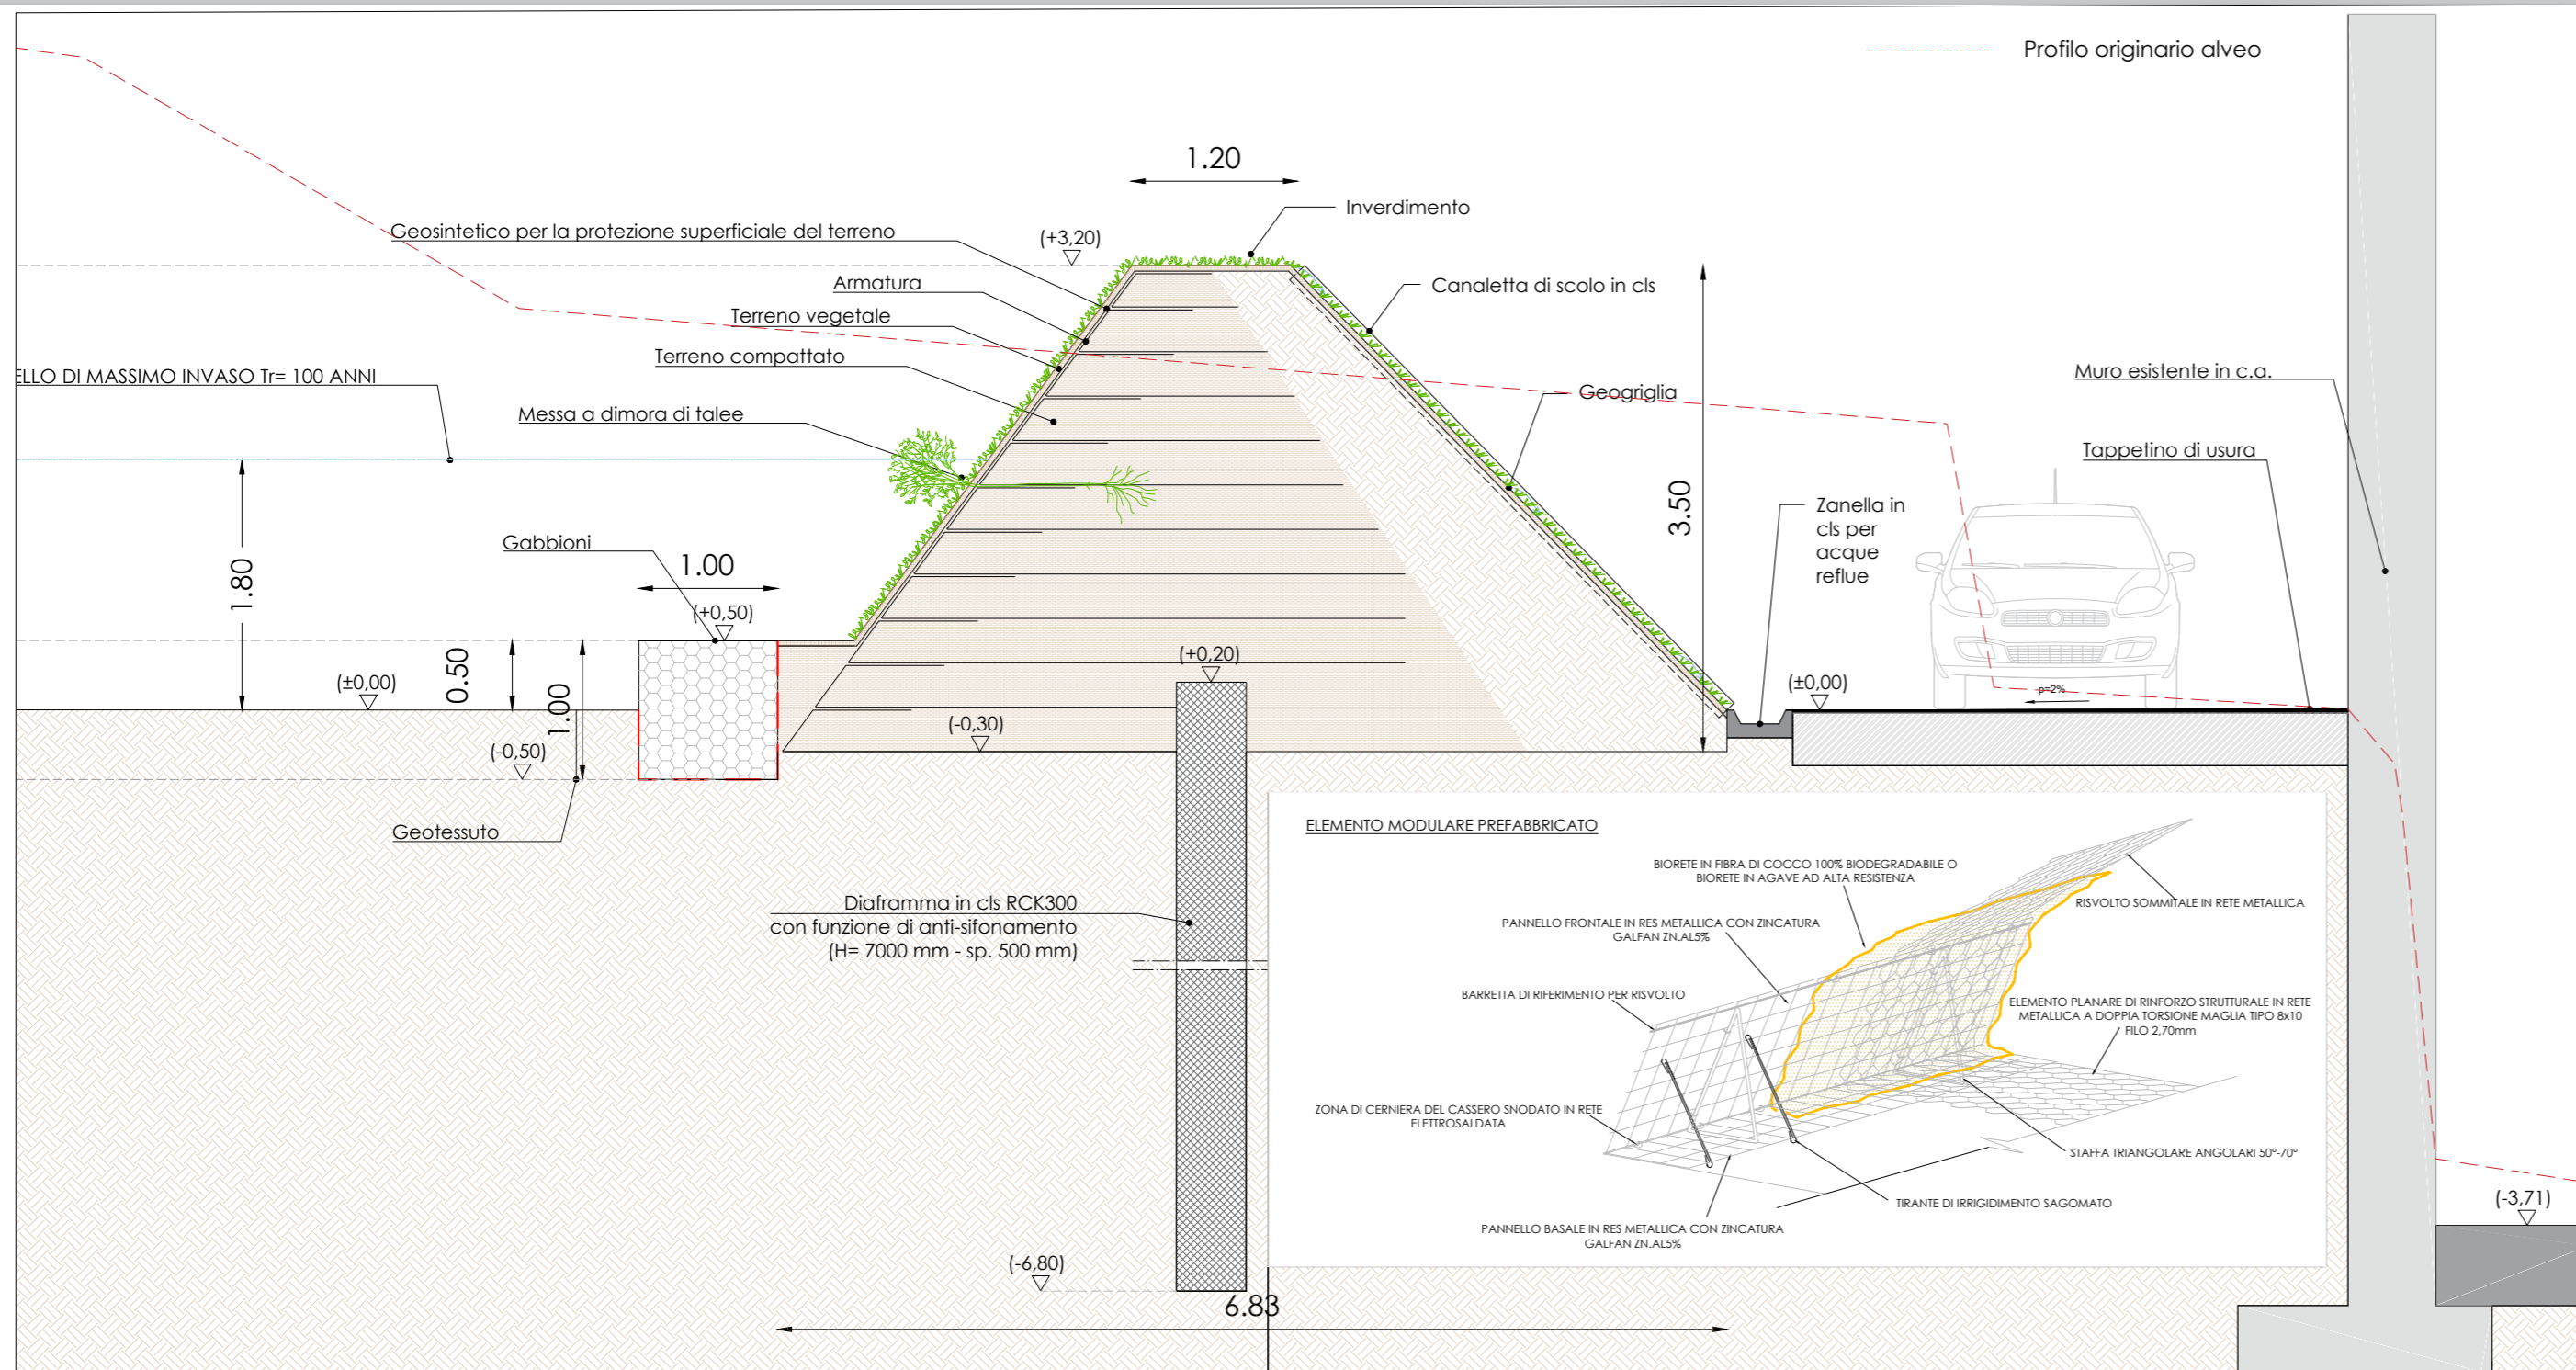 Profilo originario alveo
1.20
Inverdimento
Geosintetico per la protezione superficiale del terreno
(+3,20)
Armatura
Canaletta di scolo in cls
Terreno vegetale
Terreno compattato
ELLO DI MASSIMO INVASO Tr= 100 ANNI
Muro esistente in c.a.
Geogriglia
Messa a dimora di talee
Tappetino di usura
3.50
Zanella in
cls per
acque
reflue
Gabbioni
1.00
1.80
(+0,50)
0.50
(+0,20)
(±0,00)
1.00
(±0,00)
p=2%
(-0,30)
(-0,50)
Geotessuto
ELEMENTO MODULARE PREFABBRICATO
BIORETE IN FIBRA DI COCCO 100% BIODEGRADABILE O
BIORETE IN AGAVE AD ALTA RESISTENZA
RISVOLTO SOMMITALE IN RETE METALLICA
PANNELLO FRONTALE IN RES METALLICA CON ZINCATURA
GALFAN ZN.AL5%
Diaframma in cls RCK300
con funzione di anti-sifonamento
(H= 7000 mm - sp. 500 mm)
BARRETTA DI RIFERIMENTO PER RISVOLTO
ELEMENTO PLANARE DI RINFORZO STRUTTURALE IN RETE
METALLICA A DOPPIA TORSIONE MAGLIA TIPO 8x10
FILO 2,70mm
ZONA DI CERNIERA DEL CASSERO SNODATO IN RETE
ELETTROSALDATA
STAFFA TRIANGOLARE ANGOLARI 50°-70°
TIRANTE DI IRRIGIDIMENTO SAGOMATO
PANNELLO BASALE IN RES METALLICA CON ZINCATURA
GALFAN ZN.AL5%
(-3,71)
(-6,80)
6.83